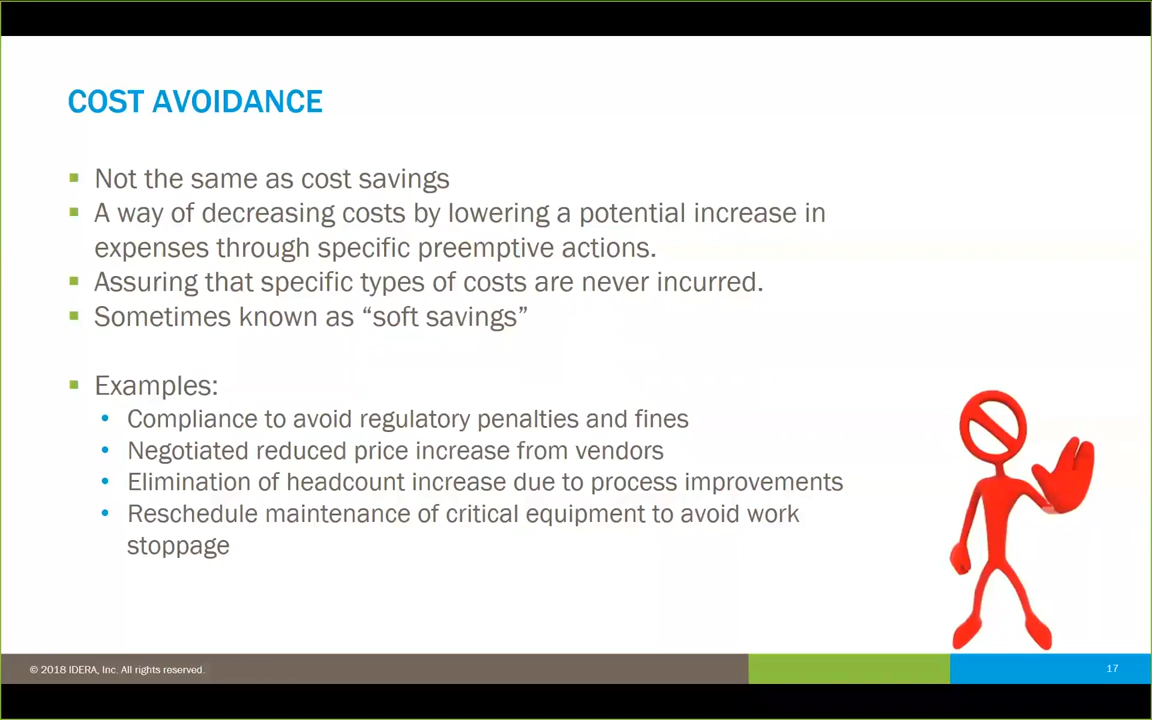 COST AVOIDANCE
Not the same as cost savings
A way of decreasing costs by lowering a potential increase in
expenses through specific preemptive actions.
Assuring that specific types of costs are never incurred.
Sometimes known as “soft savings”
Examples:
Compliance to avoid regulatory penalties and fines
Negotiated reduced price increase from vendors
Elimination of headcount increase due to process improvements
Reschedule maintenance of critical equipment to avoid work
stoppage
© 2018 IDERA, Inc. All rights reserved.
17